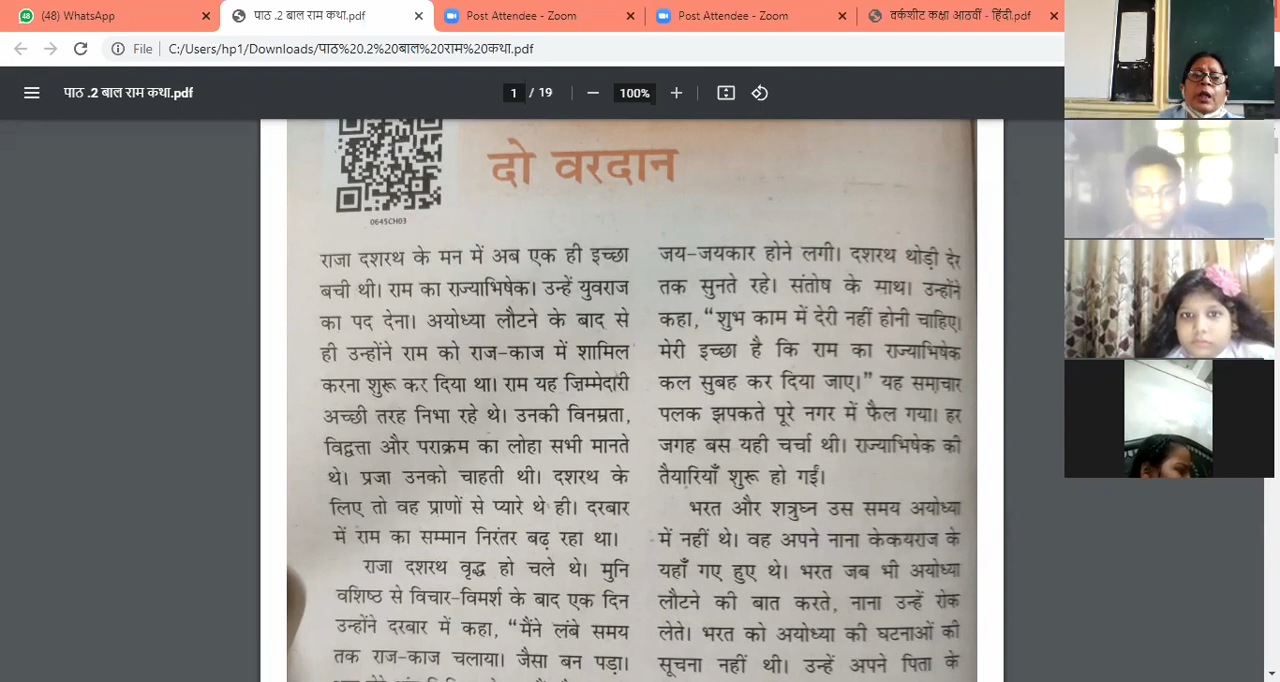 (48) WhatsApp
पाठ .2 बाल राम कथा.pdf
Post Attendee - Zoom
Post Attendee - Zoom
वर्कशीट कक्षा आठवीं - हिंदी.pdf
File
C:/Users/hp1/Downloads/पाठ%20.2%20बाल%20राम%20कथा.pdf
पाठ .2 बाल राम कथा.pdf
1 / 19
100%
दो वरदान
0645CH03
राजा दशरथ के मन में अब एक ही इच्छा
बची थी। राम का राज्याभिषेक। उन्हें युवराज
का पद देना। अयोध्या लौटने के बाद से
ही उन्होंने राम को राज-काज में शामिल
करना शुरू कर दिया था। राम यह ज़िम्मेदारी
अच्छी तरह निभा रहे थे। उनकी विनम्रता,
विद्वत्ता और पराक्रम का लोहा सभी मानते
थे। प्रजा उनको चाहती थी। दशरथ के
लिए तो वह प्राणों से प्यारे थे ही। दरबार
में राम का सम्मान निरंतर बढ़ रहा था।
राजा दशरथ वृद्ध हो चले थे। मुनि
वशिष्ठ से विचार-विमर्श के बाद एक दिन
उन्होंने दरबार में कहा, “मैंने लंबे समय
तक राज-काज चलाया। जैसा बन पड़ा।
जय-जयकार होने लगी। दशरथ थोड़ी देर
तक सुनते रहे। संतोष के साथ। उन्होंने
कहा, “शुभ काम में देरी नहीं होनी चाहिए।
मेरी इच्छा है कि राम का राज्याभिषेक
कल सुबह कर दिया जाए।” यह समाचार
पलक झपकते पूरे नगर में फैल गया। हर
जगह बस यही चर्चा थी। राज्याभिषेक की
तैयारियाँ शुरू हो गईं।
भरत और शत्रुघ्न उस समय अयोध्या
में नहीं थे। वह अपने नाना केकयराज के
यहाँ गए हुए थे। भरत जब भी अयोध्या
लौटने की बात करते, नाना उन्हें रोक
लेते। भरत को अयोध्या की घटनाओं की
सूचना नहीं थी। उन्हें अपने पिता के